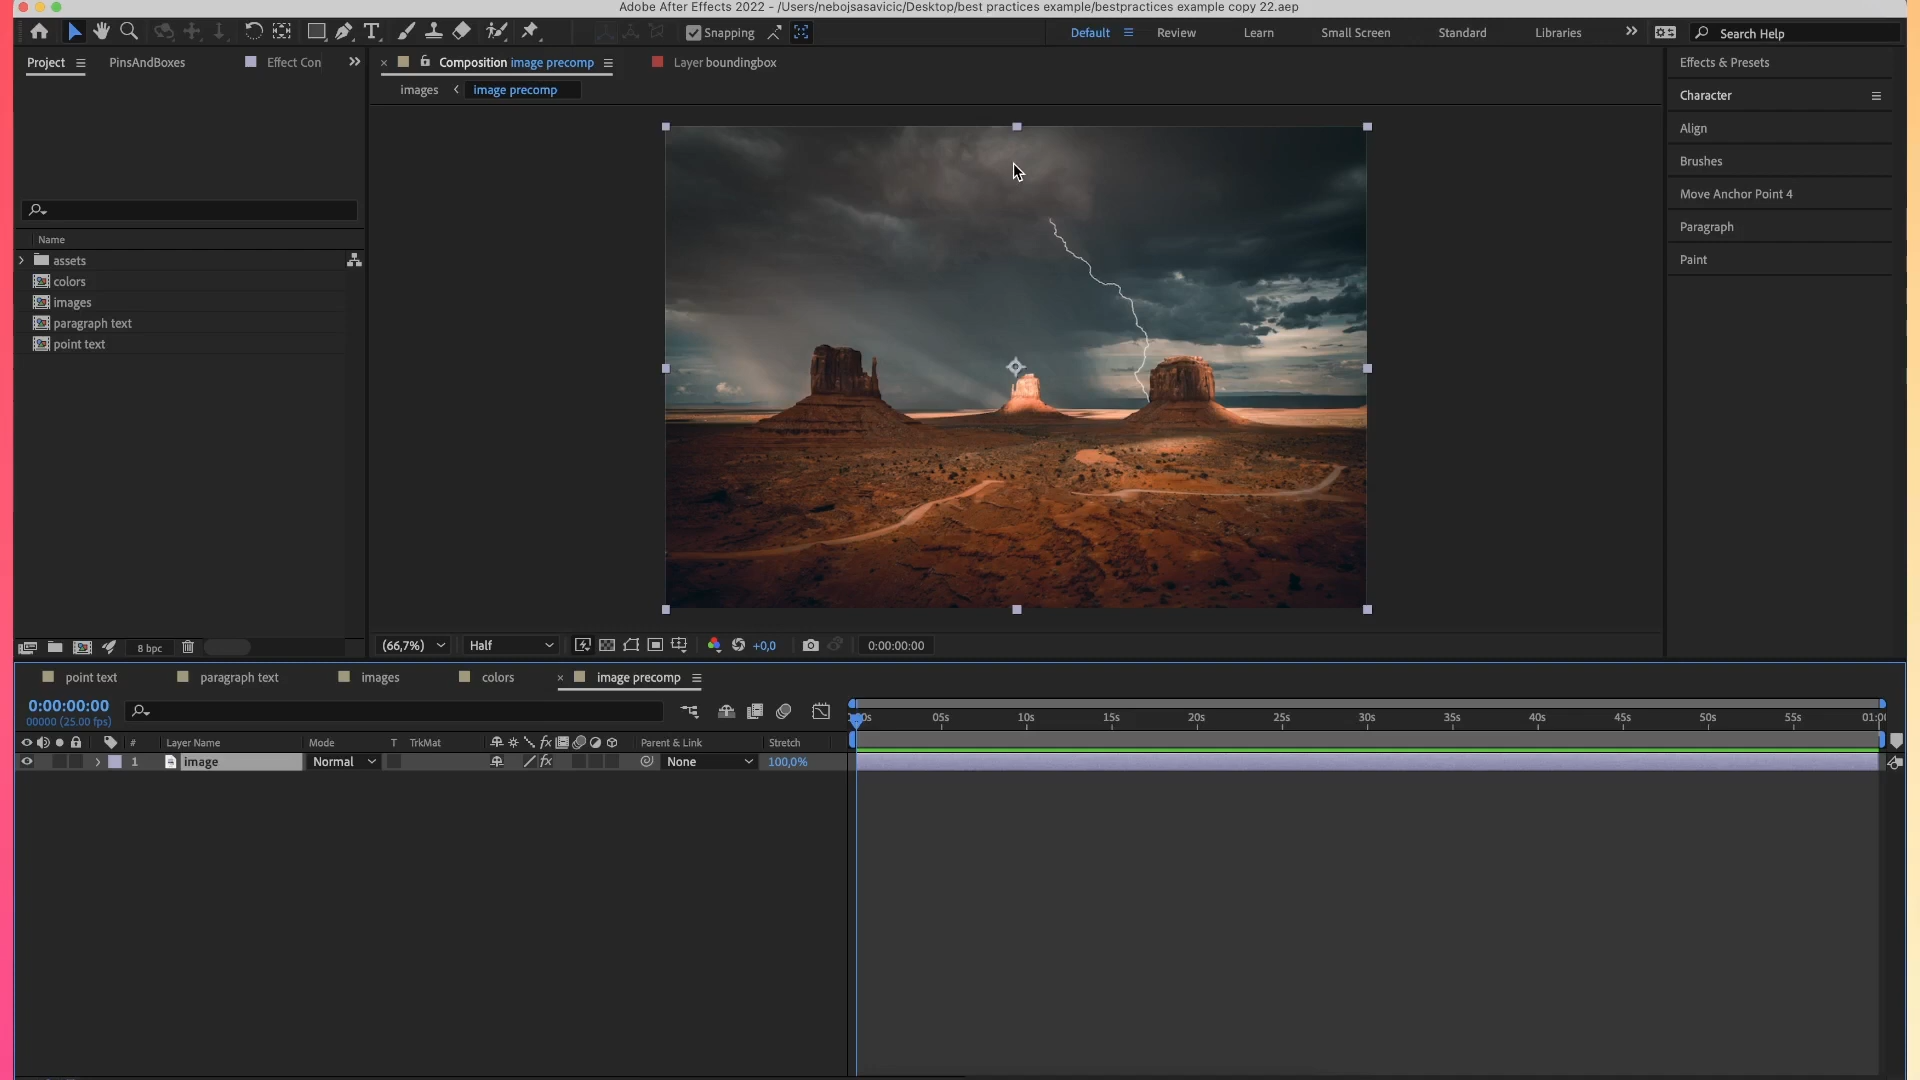 Adobe After Effects 2022 - /Users/nebojsasavicic/Desktop/best practices example/bestpractices example copy 22.aep
Snapping
Default
Review
Learn
Small Screen
Standard
Libraries
Search Help
Project
PinsAndBoxes
Effect Con
Composition image precomp
Layer boundingbox
images
image precomp
Effects & Presets
Character
Align
Brushes
Move Anchor Point 4
Paragraph
Paint
Name
assets
colors
images
paragraph text
point text
8 bpc
(66,7%)
Half
+0,0
0:00:00:00
point text
paragraph text
images
colors
image precomp
0:00:00:00
00000 (25.00 fps)
05s
10s
15s
20s
25s
30s
35s
40s
45s
50s
55s
# Layer Name Mode T TrkMat Parent & Link Stretch
1 image Normal None 100,0%